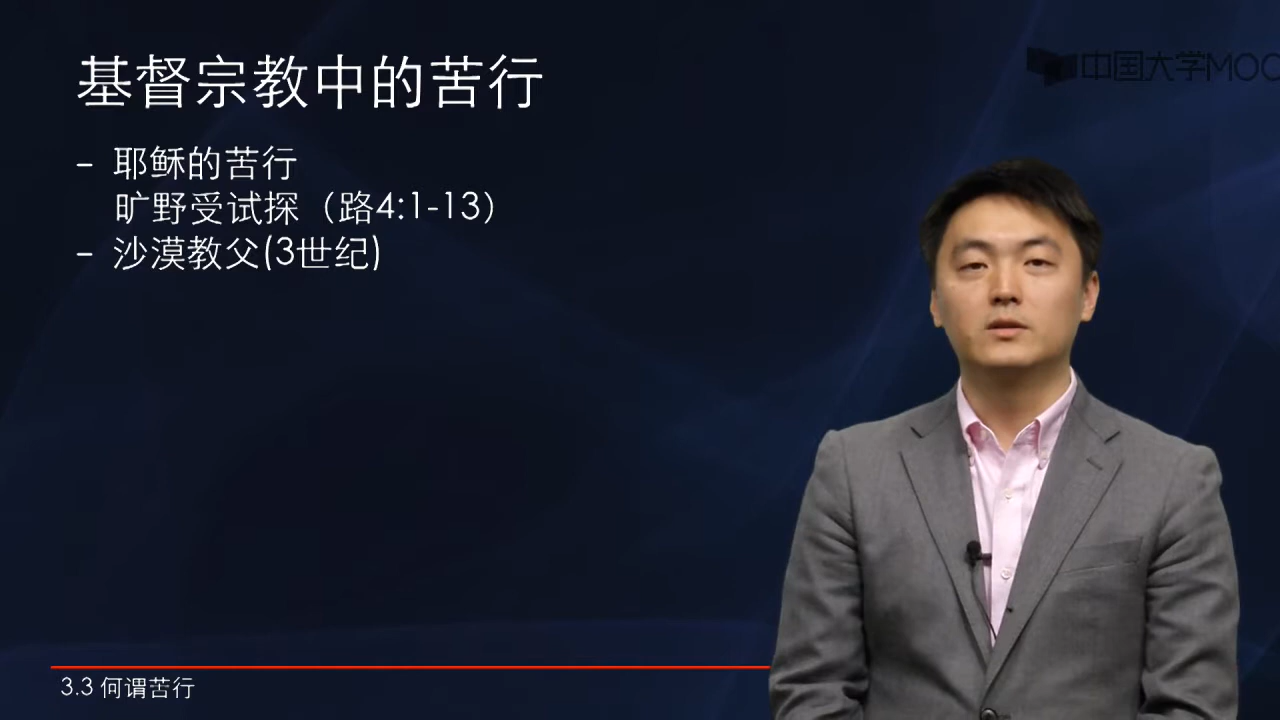 基督宗教中的苦行
中国大学MOO
– 耶稣的苦行
旷野受试探（路4:1-13）
– 沙漠教父(3世纪)
3.3 何谓苦行